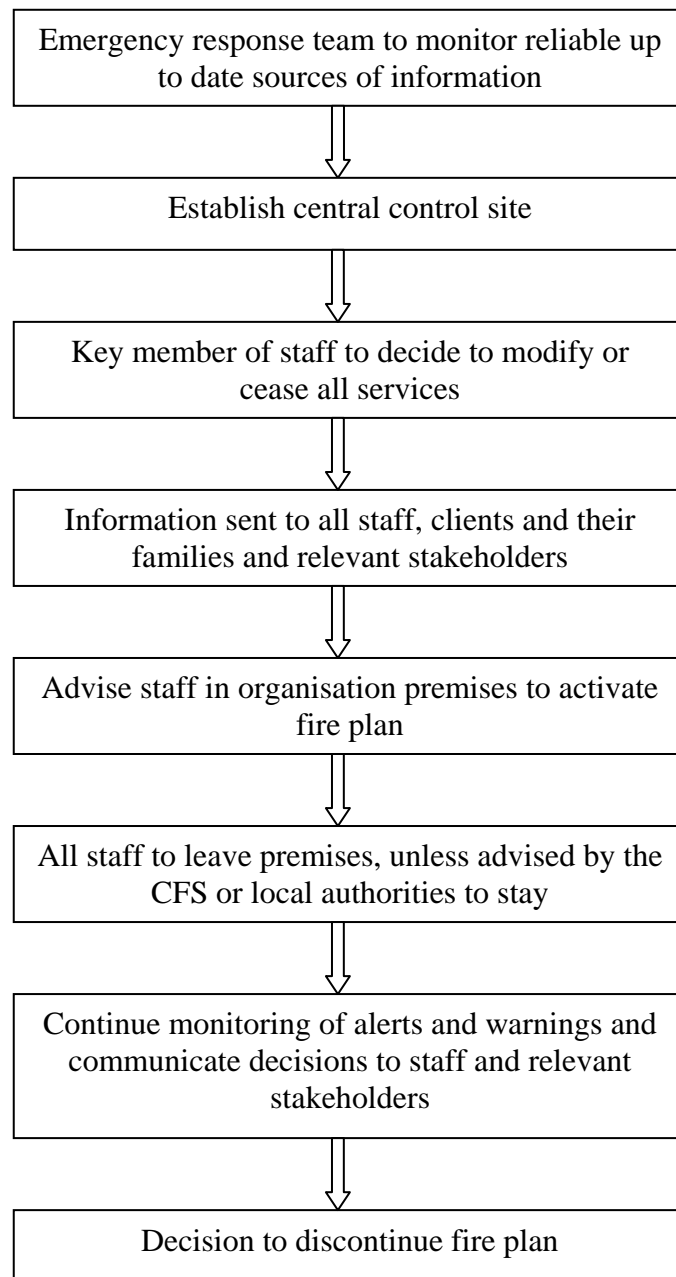 Emergency response team to monitor reliable up
to date sources of information
Establish central control site
Key member of staff to decide to modify or
cease all services
Information sent to all staff, clients and their
families and relevant stakeholders
Advise staff in organisation premises to activate
fire plan
All staff to leave premises, unless advised by the
CFS or local authorities to stay
Continue monitoring of alerts and warnings and
communicate decisions to staff and relevant
stakeholders
Decision to discontinue fire plan